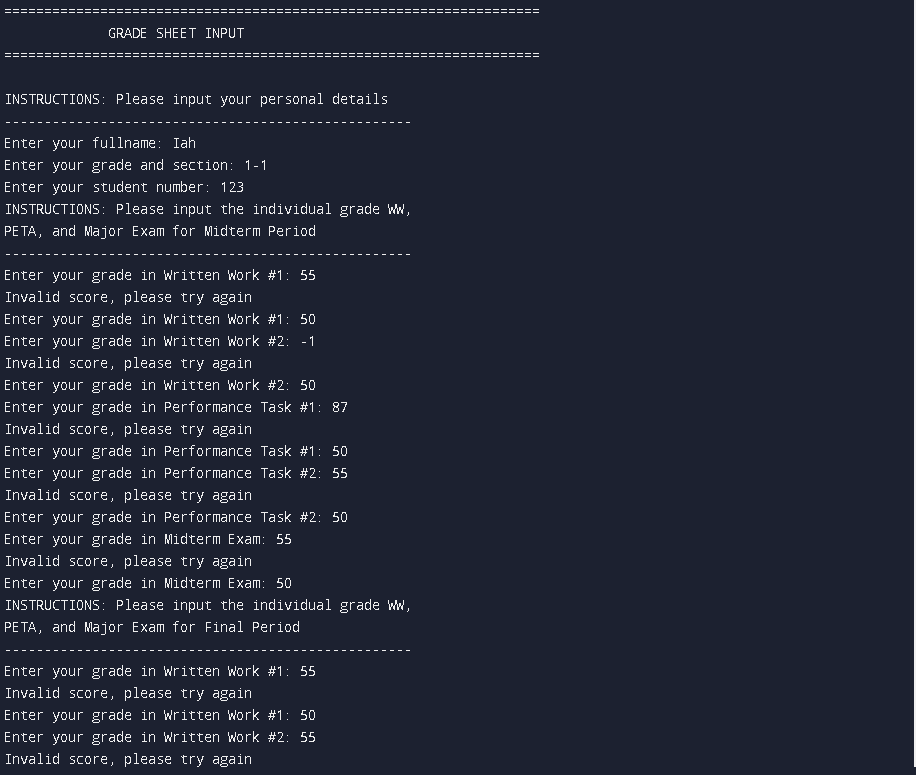 ===================================================================
GRADE SHEET INPUT
===================================================================
INSTRUCTIONS: Please input your personal details
---------------------------------------------------
Enter your fullname: Iah
Enter your grade and section: 1-1
Enter your student number: 123
INSTRUCTIONS: Please input the individual grade WW,
PETA, and Major Exam for Midterm Period
---------------------------------------------------
Enter your grade in Written Work #1: 55
Invalid score, please try again
Enter your grade in Written Work #1: 50
Enter your grade in Written Work #2: -1
Invalid score, please try again
Enter your grade in Written Work #2: 50
Enter your grade in Performance Task #1: 87
Invalid score, please try again
Enter your grade in Performance Task #1: 50
Enter your grade in Performance Task #2: 55
Invalid score, please try again
Enter your grade in Performance Task #2: 50
Enter your grade in Midterm Exam: 55
Invalid score, please try again
Enter your grade in Midterm Exam: 50
INSTRUCTIONS: Please input the individual grade WW,
PETA, and Major Exam for Final Period
---------------------------------------------------
Enter your grade in Written Work #1: 55
Invalid score, please try again
Enter your grade in Written Work #1: 50
Enter your grade in Written Work #2: 55
Invalid score, please try again